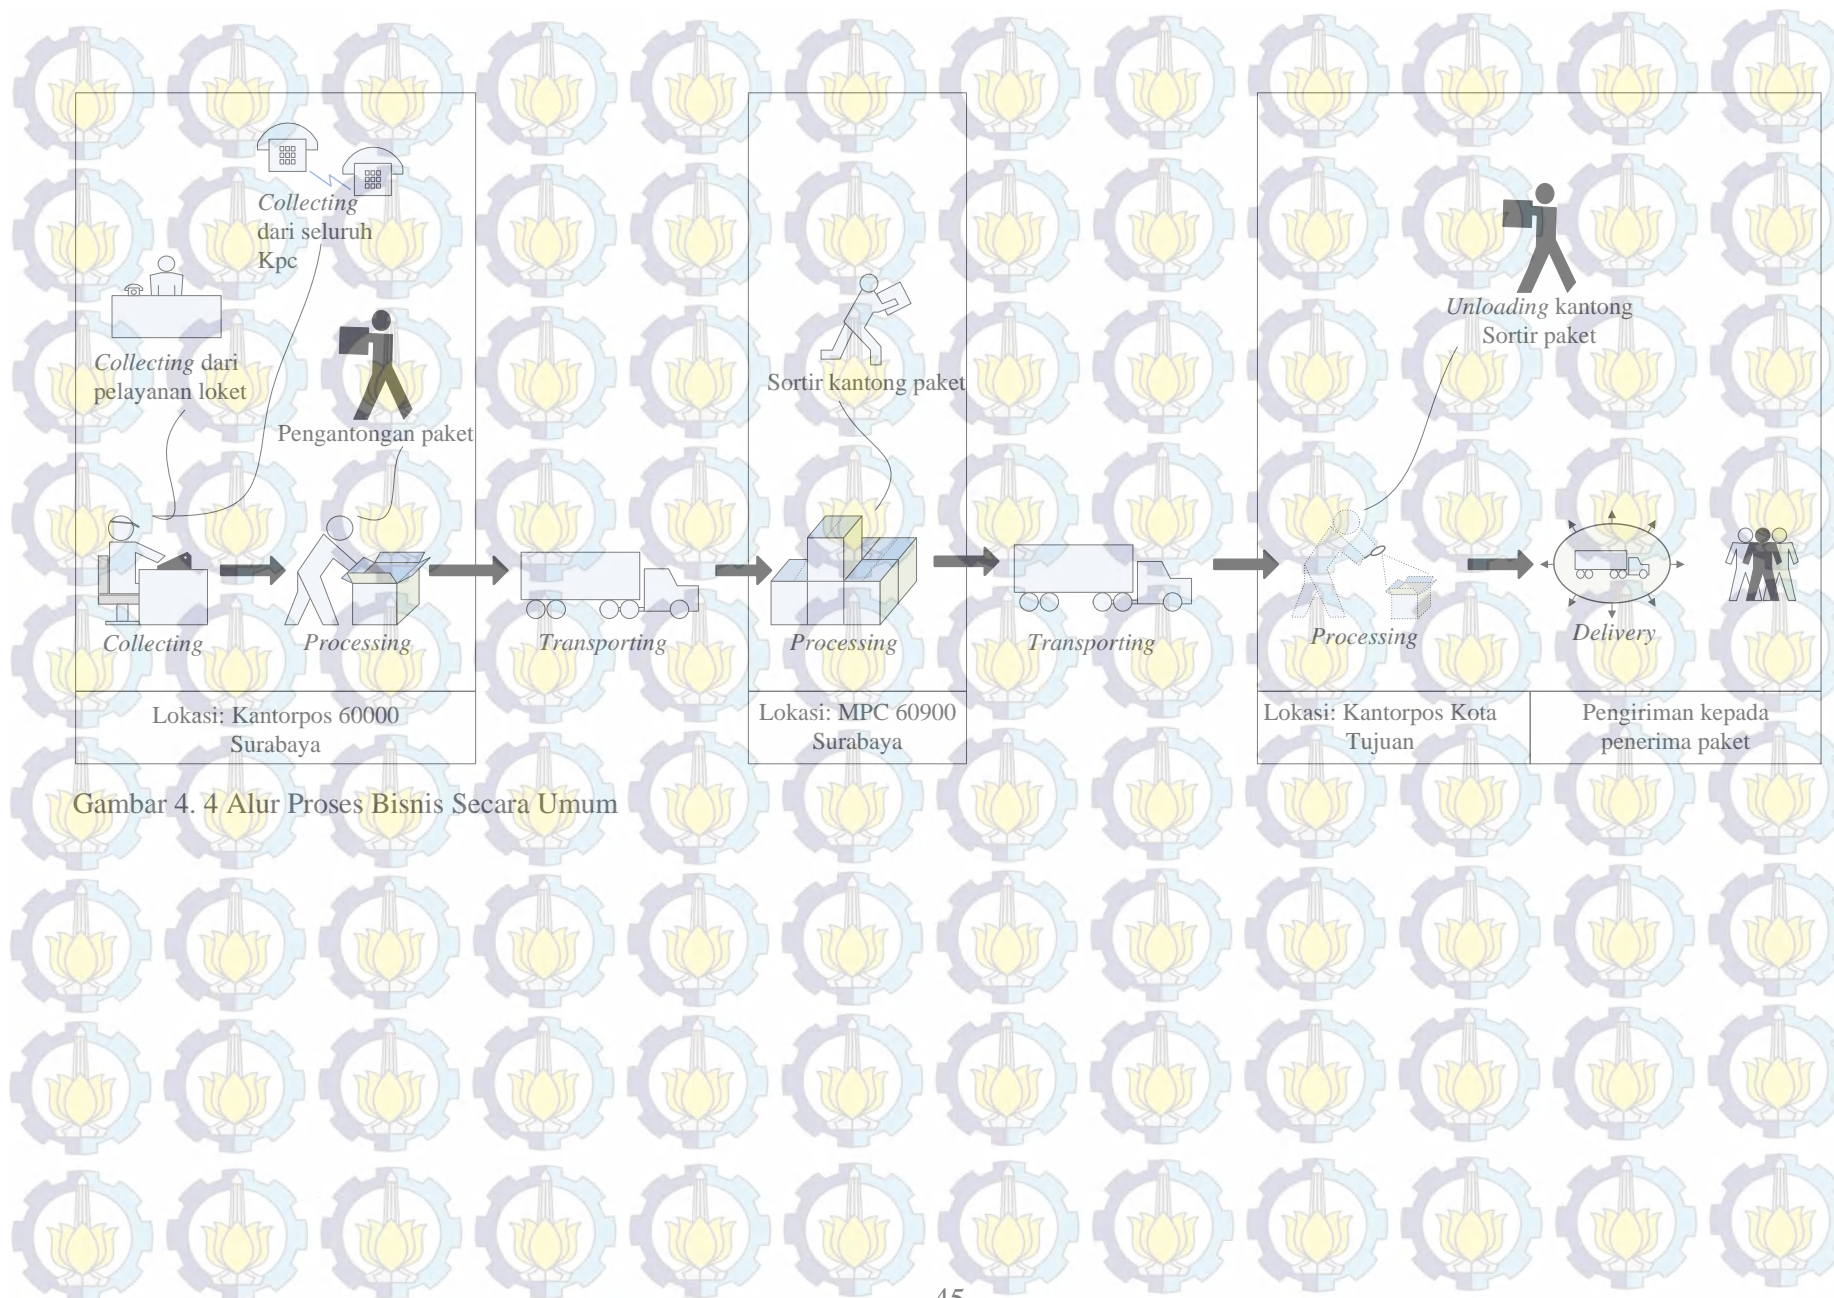 Collecting
dari seluruh
Kpc
Collecting dari
pelayanan loket
Pengantongan paket
Collecting
Processing
Lokasi: Kantorpos 60000
Surabaya
Transporting
Sortir kantong paket
Processing
Lokasi: MPC 60900
Surabaya
Transporting
Unloading kantong
Sortir paket
Processing
Delivery
Lokasi: Kantorpos Kota
Tujuan
Pengiriman kepada
penerima paket
Gambar 4. 4 Alur Proses Bisnis Secara Umum
45